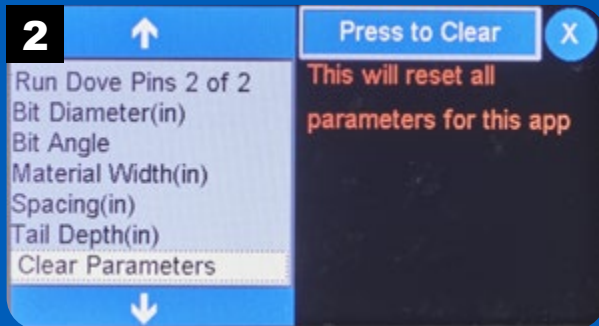 2
Run Dove Pins 2 of 2
Bit Diameter(in)
Bit Angle
Material Width(in)
Spacing(in)
Tail Depth(in)
Clear Parameters
Press to Clear
X
This will reset all
parameters for this app